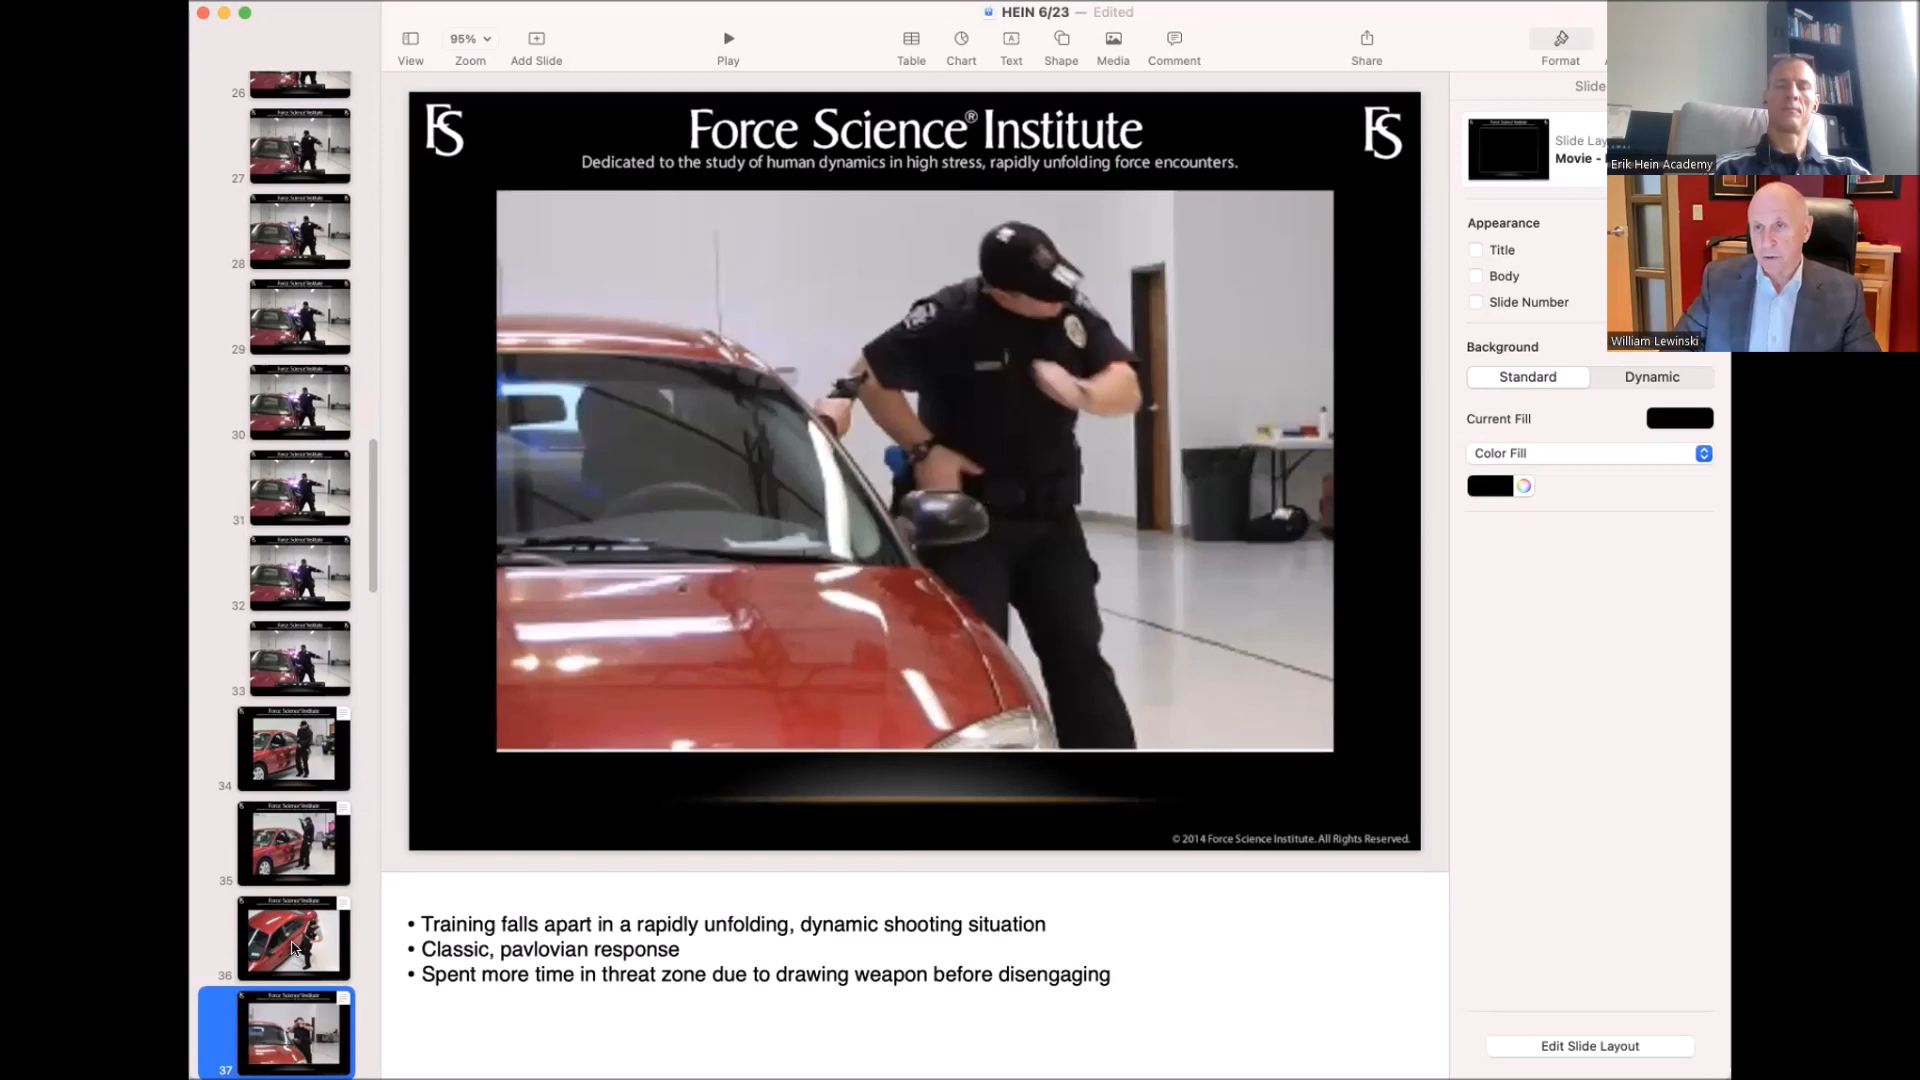 HEIN 6/23 — Edited
95%
View
Zoom
Add Slide
Play
Table
Chart
Text
Shape
Media
Comment
Share
Format
26
27
28
29
30
31
32
33
34
35
36
37
FS
Force Science® Institute
FS
Dedicated to the study of human dynamics in high stress, rapidly unfolding force encounters.
© 2014 Force Science Institute. All Rights Reserved.
• Training falls apart in a rapidly unfolding, dynamic shooting situation
• Classic, pavlovian response
• Spent more time in threat zone due to drawing weapon before disengaging
Slide
Slide Lay
Movie -
Appearance
Title
Body
Slide Number
Background
Standard
Dynamic
Current Fill
Color Fill
Edit Slide Layout
Erik Hein Academy
William Lewinski